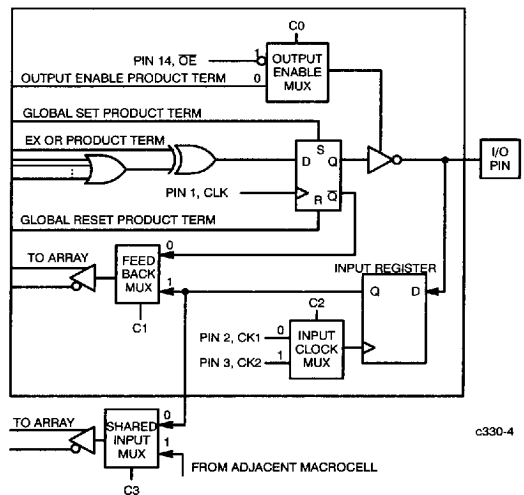 C0
PIN 14, OE
1
OUTPUT
ENABLE
MUX
OUTPUT ENABLE PRODUCT TERM
0
GLOBAL SET PRODUCT TERM
EX OR PRODUCT TERM
S
D
Q
I/O
PIN
PIN 1, CLK
R
Q
GLOBAL RESET PRODUCT TERM
TO ARRAY
0
FEED
BACK
MUX
1
C1
INPUT REGISTER
Q
D
C2
PIN 2, CK1
0
INPUT
CLOCK
MUX
PIN 3, CK2
1
TO ARRAY
0
SHARED
INPUT
MUX
1
C3
FROM ADJACENT MACROCELL
c330-4